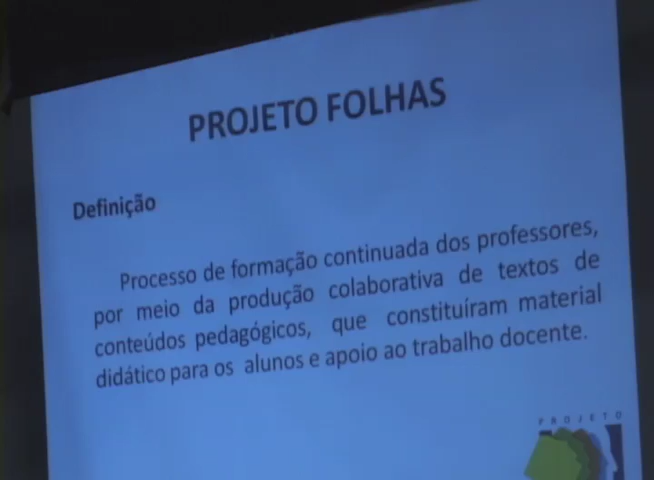 PROJETO FOLHAS
Definição
Processo de formação continuada dos professores,
por meio da produção colaborativa de textos de
conteúdos pedagógicos, que constituíram material
didático para os alunos e apoio ao trabalho docente.
PROJETO